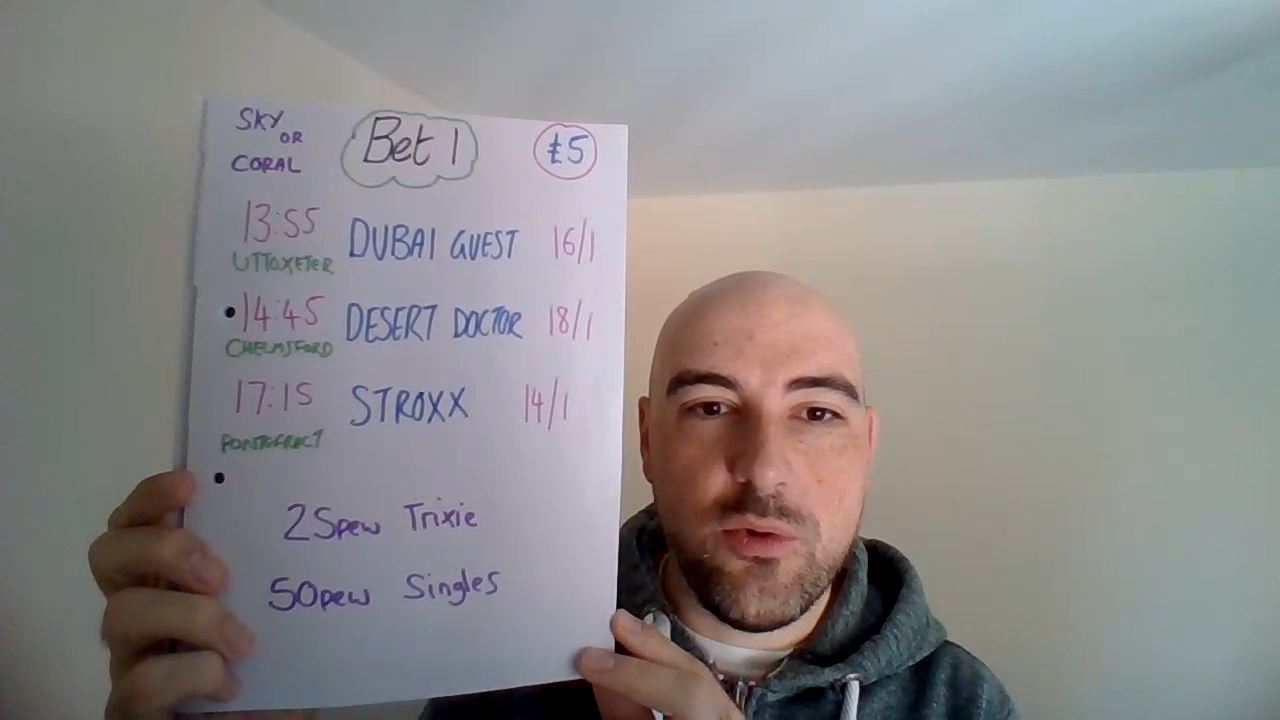 SKY OR CORAL
Bet 1
£5
13:55 DUBAI GUEST 16/1
UTTOXETER
14:45 DESERT DOCTOR 18/1
CHELMSFORD
17:15 STROXX 14/1
PONTEFRACT
25pew Trixie
50pew Singles